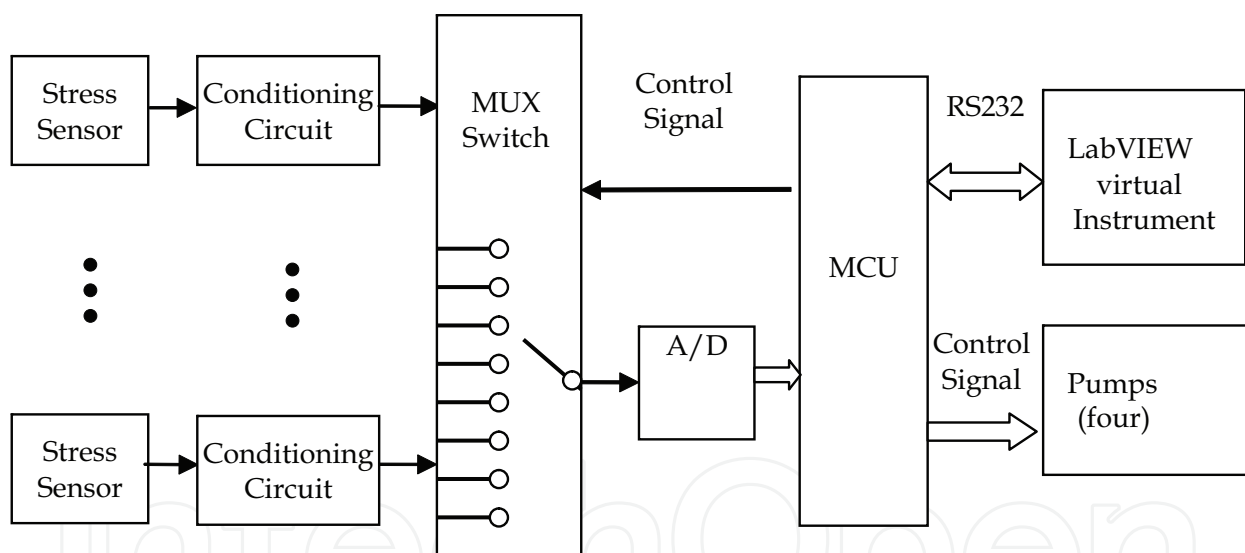 Stress
Sensor
Conditioning
Circuit
MUX
Switch
Control
Signal
MCU
RS232
LabVIEW
virtual
Instrument
A/D
Control
Signal
Pumps
(four)
Stress
Sensor
Conditioning
Circuit
IntechOpen